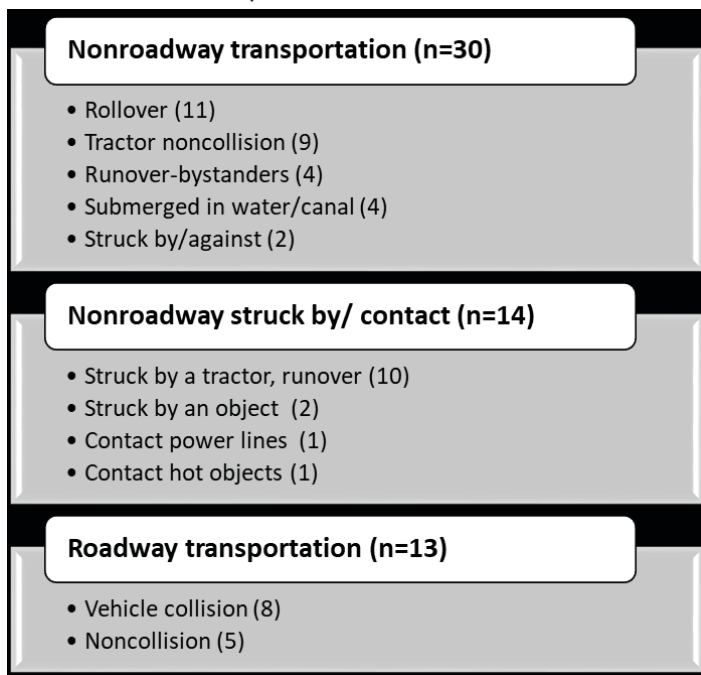 Nonroadway transportation (n=30)
• Rollover (11)
• Tractor noncollision (9)
• Runover-bystanders (4)
• Submerged in water/canal (4)
• Struck by/against (2)
Nonroadway struck by/ contact (n=14)
• Struck by a tractor, runover (10)
• Struck by an object (2)
• Contact power lines (1)
• Contact hot objects (1)
Roadway transportation (n=13)
• Vehicle collision (8)
• Noncollision (5)